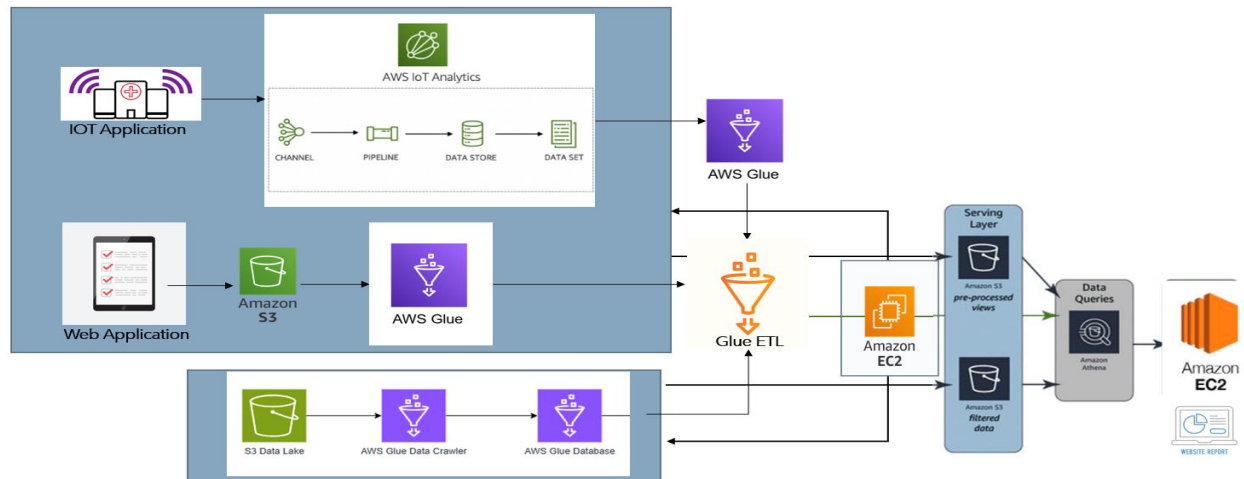 AWS IoT Analytics
IOT Application
CHANNEL
PIPELINE
DATA STORE
DATA SET
AWS Glue
Web Application
Amazon
S3
AWS Glue
Glue ETL
Amazon
EC2
Serving
Layer
Amazon S3
pre-processed
views
Amazon S3
filtered
data
Data
Queries
Amazon
Athena
Amazon
EC2
WEBSITE REPORT
S3 Data Lake
AWS Glue Data Crawler
AWS Glue Database